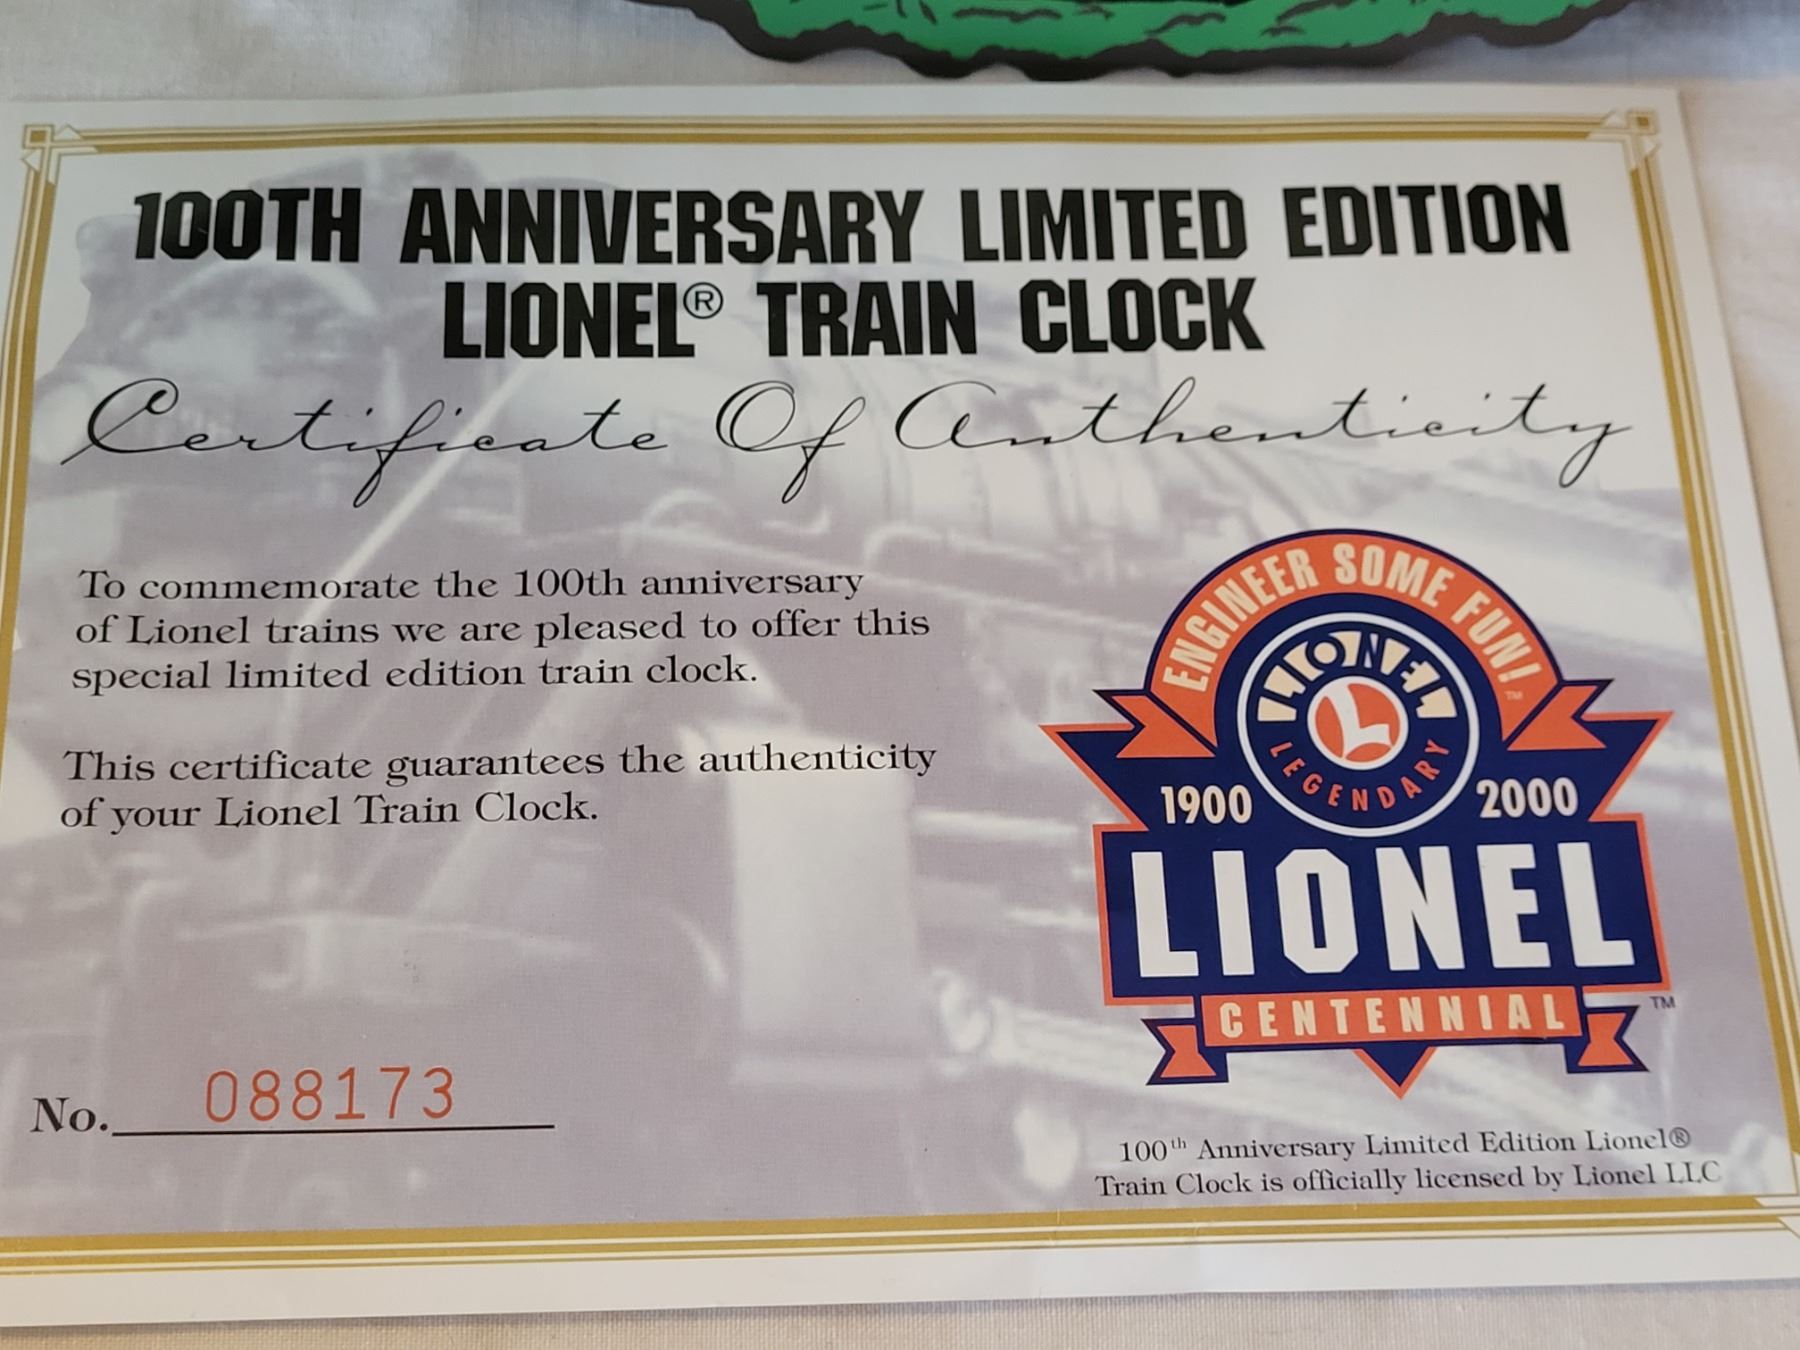 100TH ANNIVERSARY LIMITED EDITION
LIONEL® TRAIN CLOCK
Certificate Of Authenticity
To commemorate the 100th anniversary
of Lionel trains we are pleased to offer this
special limited edition train clock.
This certificate guarantees the authenticity
of your Lionel Train Clock.
ENGINEER SOME FUN!™
LIONEL
L
LEGENDARY
1900 2000
LIONEL
CENTENNIAL ™
No. 088173
100th Anniversary Limited Edition Lionel®
Train Clock is officially licensed by Lionel LLC